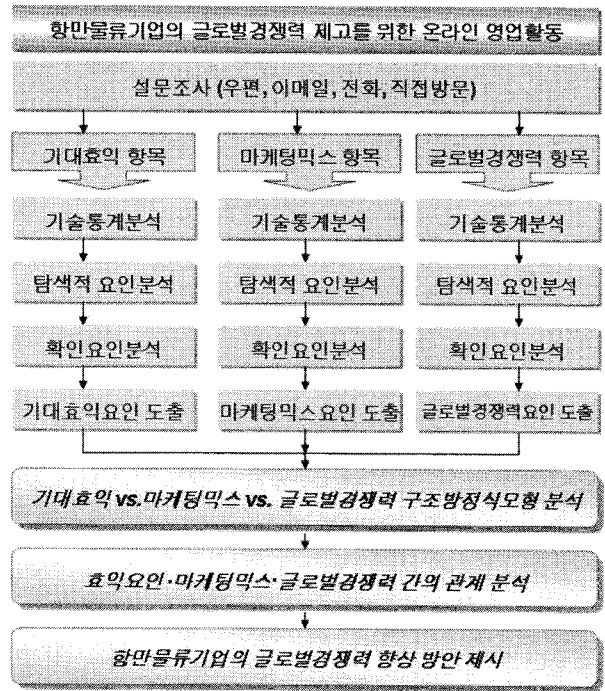 항만물류기업의 글로벌경쟁력 제고를 위한 온라인 영업활동
설문조사 (우편, 이메일, 전화, 직접방문)
기대효익 항목 마케팅믹스 항목 글로벌경쟁력 항목
기술통계분석 기술통계분석 기술통계분석
탐색적 요인분석 탐색적 요인분석 탐색적 요인분석
확인요인분석 확인요인분석 확인요인분석
기대효익요인 도출 마케팅믹스요인 도출 글로벌경쟁력요인 도출
기대효익 vs.마케팅믹스 vs. 글로벌경쟁력 구조방정식모형 분석
효익요인·마케팅믹스·글로벌경쟁력 간의 관계 분석
항만물류기업의 글로벌경쟁력 향상 방안 제시